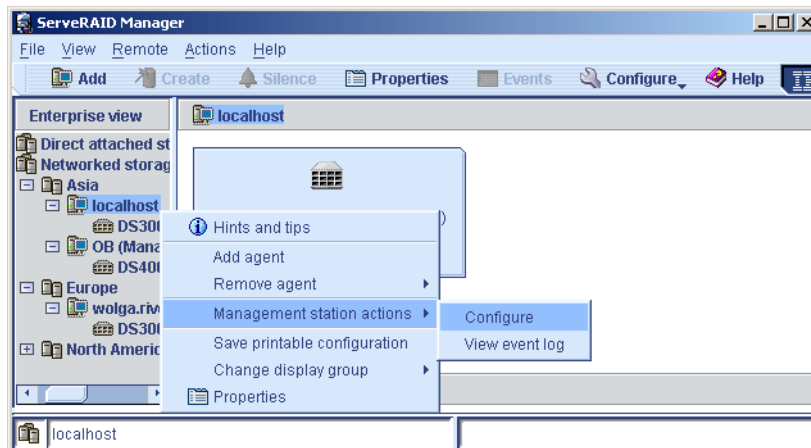 ServeRAID Manager
File View Remote Actions Help
Add Create Silence Properties Events Configure Help
Enterprise view
localhost
Direct attached st
Networked storag
Asia
localhost
DS300
OB (Mana
DS400
Europe
wolga.riv
DS300
North Americ
)
Hints and tips
Add agent
Remove agent
Management station actions
Save printable configuration
Change display group
Properties
Configure
View event log
localhost